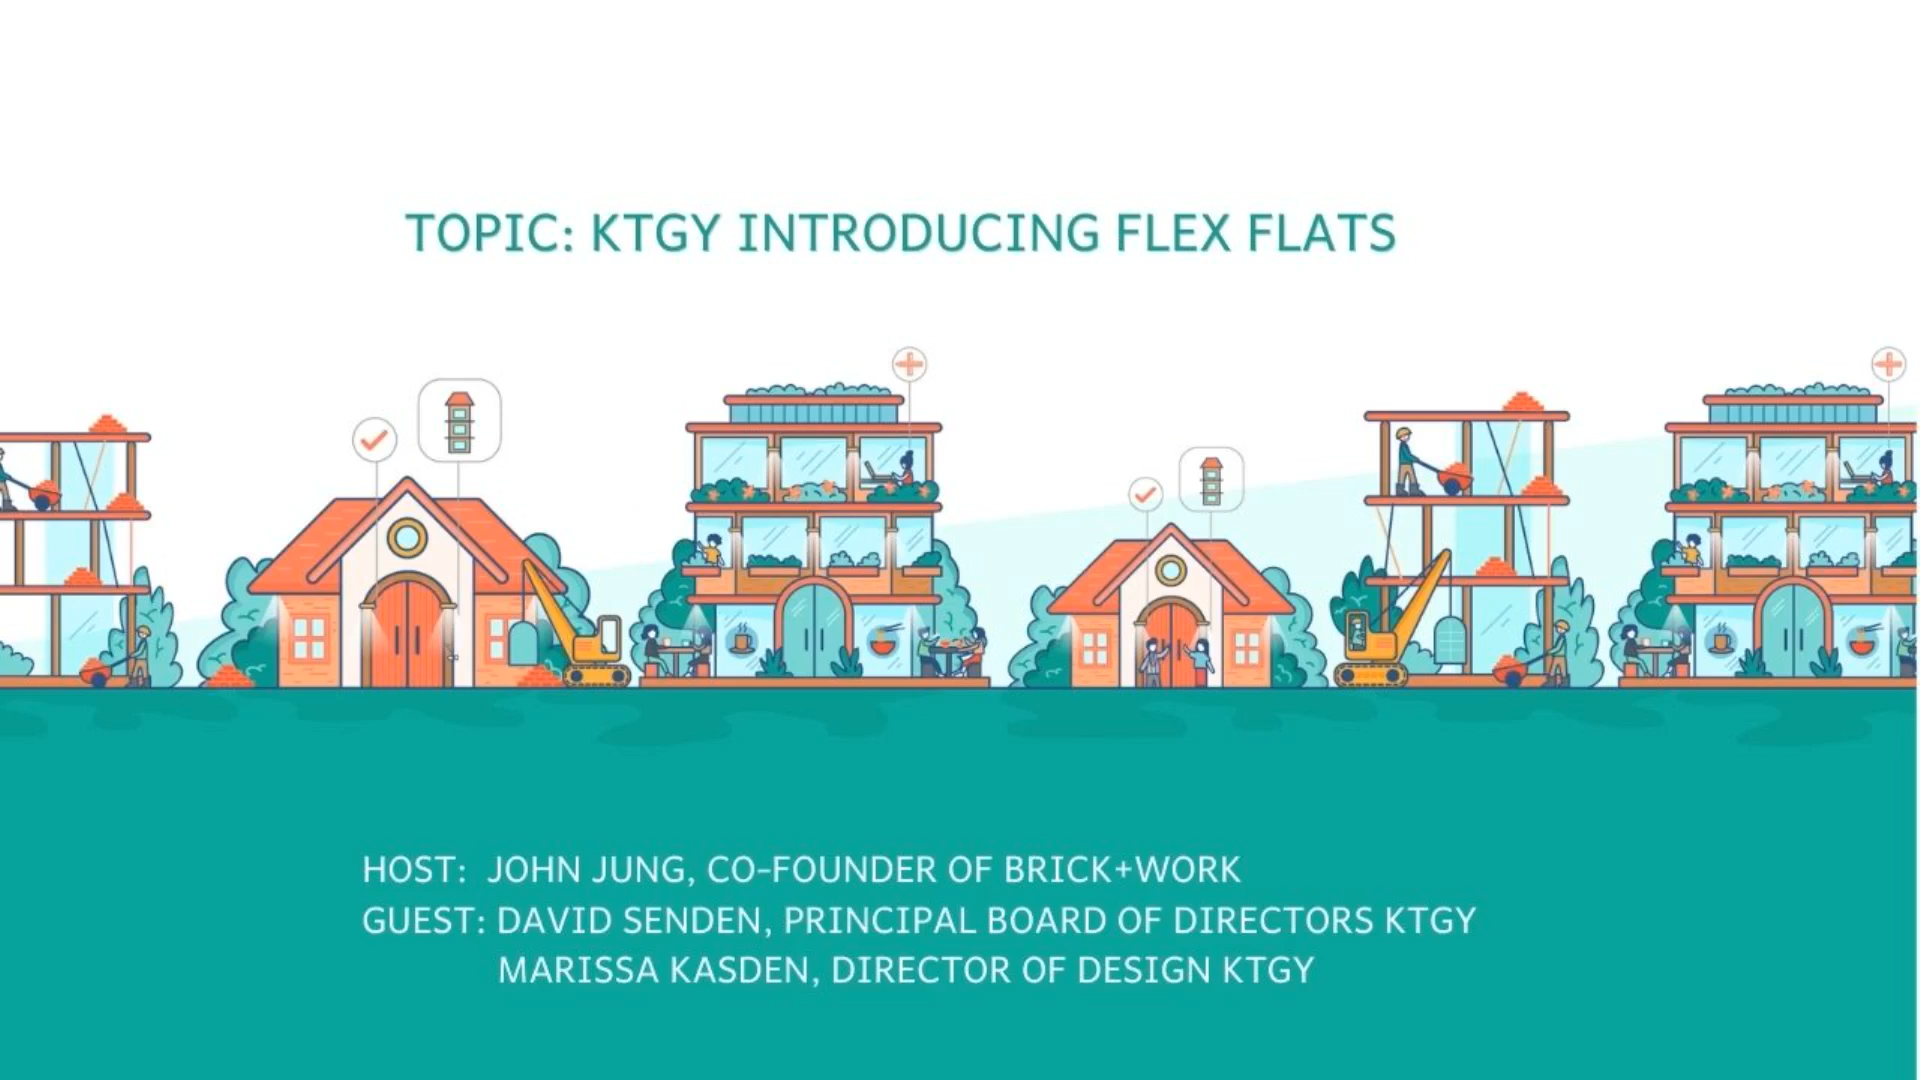 TOPIC: KTGY INTRODUCING FLEX FLATS
HOST: JOHN JUNG, CO-FOUNDER OF BRICK+WORK
GUEST: DAVID SENDEN, PRINCIPAL BOARD OF DIRECTORS KTGY
MARISSA KASDEN, DIRECTOR OF DESIGN KTGY